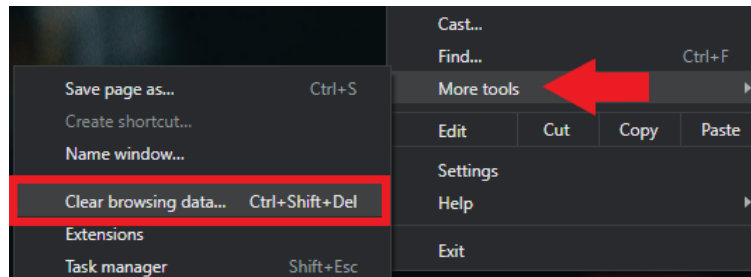 Cast...
Find... Ctrl+F
More tools
Edit Cut Copy Paste
Settings
Help
Exit
Save page as... Ctrl+S
Create shortcut...
Name window...
Clear browsing data... Ctrl+Shift+Del
Extensions
Task manager Shift+Esc